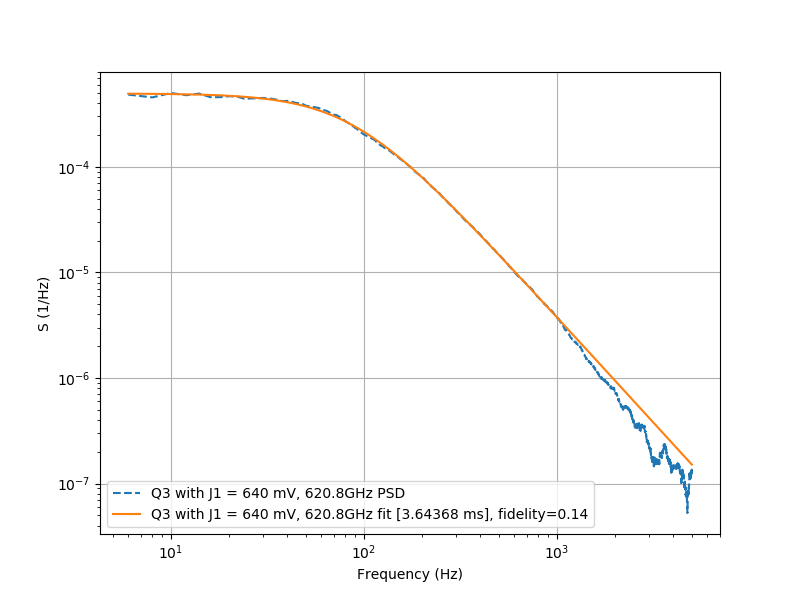 10⁻⁴
10⁻⁵
10⁻⁶
10⁻⁷
S (1/Hz)
Q3 with J1 = 640 mV, 620.8GHz PSD
Q3 with J1 = 640 mV, 620.8GHz fit [3.64368 ms], fidelity=0.14
10¹ 10² 10³
Frequency (Hz)